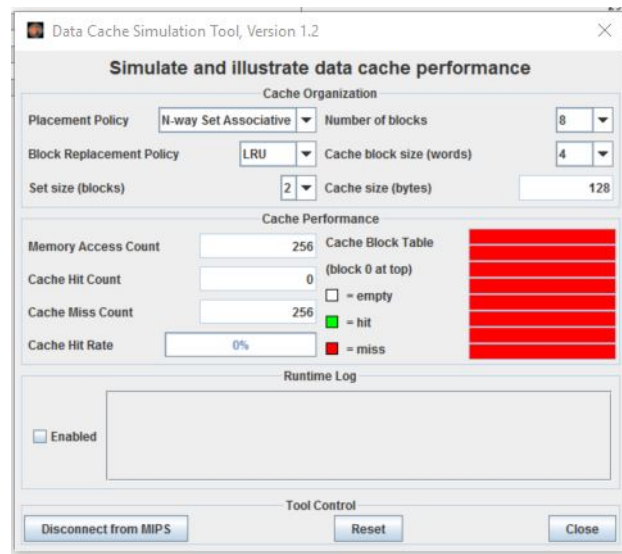 Data Cache Simulation Tool, Version 1.2
Simulate and illustrate data cache performance
Cache Organization
Placement Policy N-way Set Associative Number of blocks 8
Block Replacement Policy LRU Cache block size (words) 4
Set size (blocks) 2 Cache size (bytes) 128
Cache Performance
Memory Access Count 256 Cache Block Table
(block 0 at top)
Cache Hit Count 0
= empty
Cache Miss Count 256
= hit
Cache Hit Rate 0%
= miss
Runtime Log
Enabled
Tool Control
Disconnect from MIPS Reset Close